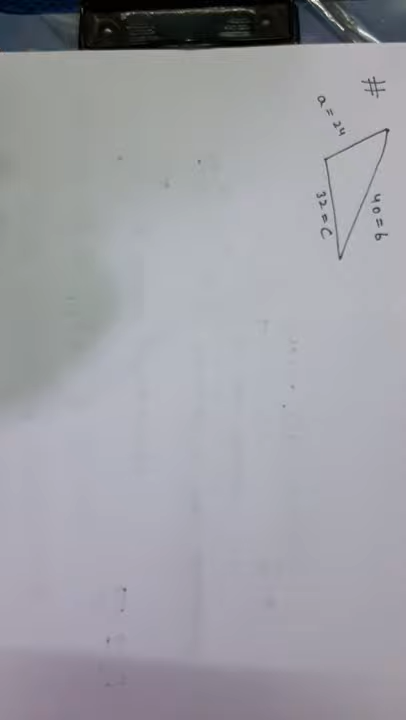 #
a = 24
40 = b
32 = C